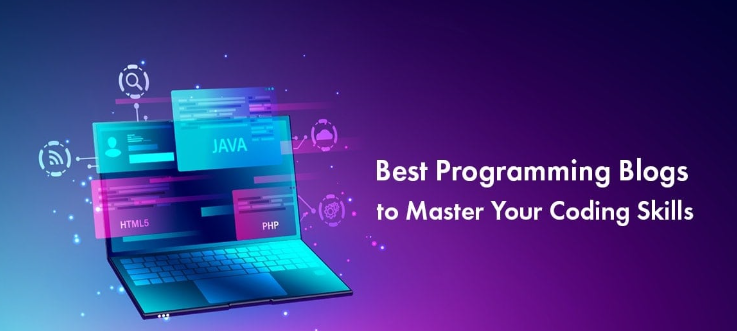 JAVA
HTML5
PHP
Best Programming Blogs
to Master Your Coding Skills